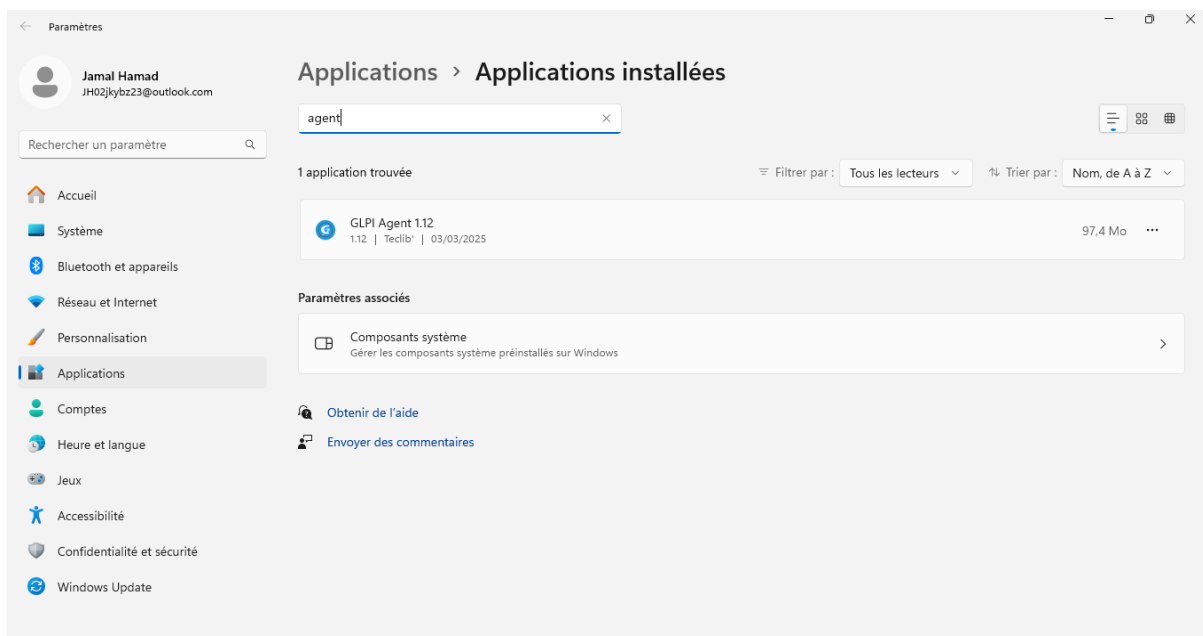 Paramètres
Jamal Hamad
JH02jkybz23@outlook.com
Rechercher un paramètre
Accueil
Système
Bluetooth et appareils
Réseau et Internet
Personnalisation
Applications
Comptes
Heure et langue
Jeux
Accessibilité
Confidentialité et sécurité
Windows Update
Applications > Applications installées
agent
1 application trouvée
Filtrer par : Tous les lecteurs
Trier par : Nom, de A à Z
GLPI Agent 1.12
1.12 | Teclib' | 03/03/2025
97,4 Mo
Paramètres associés
Composants système
Gérer les composants système préinstallés sur Windows
Obtenir de l'aide
Envoyer des commentaires